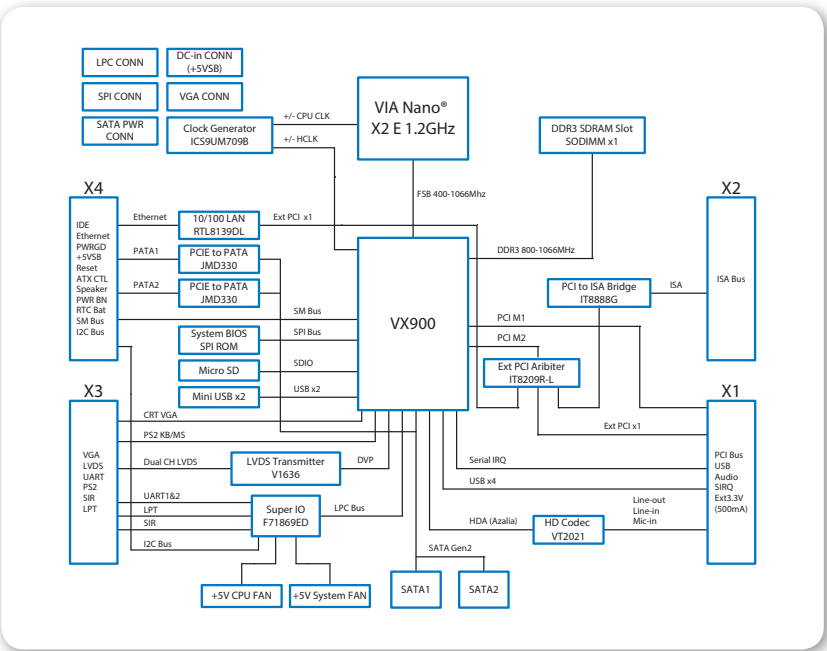 LPC CONN
DC-in CONN
(+5VSB)
SPI CONN
VGA CONN
SATA PWR
CONN
Clock Generator
ICS9UM709B
+/- CPU CLK
+/- HCLK
VIA Nano®
X2 E 1.2GHz
DDR3 SDRAM Slot
SODIMM x1
FSB 400-1066Mhz
DDR3 800-1066MHz
X4
IDE
Ethernet
PWRGD
+5VSB
Reset
ATX CTL
Speaker
PWR BN
RTC Bat
SM Bus
I2C Bus
Ethernet
10/100 LAN
RTL8139DL
Ext PCI x1
PATA1
PCIE to PATA
JMD330
PATA2
PCIE to PATA
JMD330
SM Bus
System BIOS
SPI ROM
SPI Bus
Micro SD
SDIO
Mini USB x2
USB x2
VX900
X2
ISA Bus
PCI to ISA Bridge
IT8888G
ISA
PCI M1
PCI M2
Ext PCI Aribiter
IT8209R-L
X3
VGA
LVDS
UART
PS2
SIR
LPT
CRT VGA
PS2 KB/MS
Dual CH LVDS
LVDS Transmitter
V1636
DVP
UART1&2
LPT
SIR
I2C Bus
Super IO
F71869ED
LPC Bus
+5V CPU FAN
+5V System FAN
X1
PCI Bus
USB
Audio
SIRQ
Ext3.3V
(500mA)
Ext PCI x1
Serial IRQ
USB x4
HDA (Azalia)
HD Codec
VT2021
Line-out
Line-in
Mic-in
SATA Gen2
SATA1
SATA2